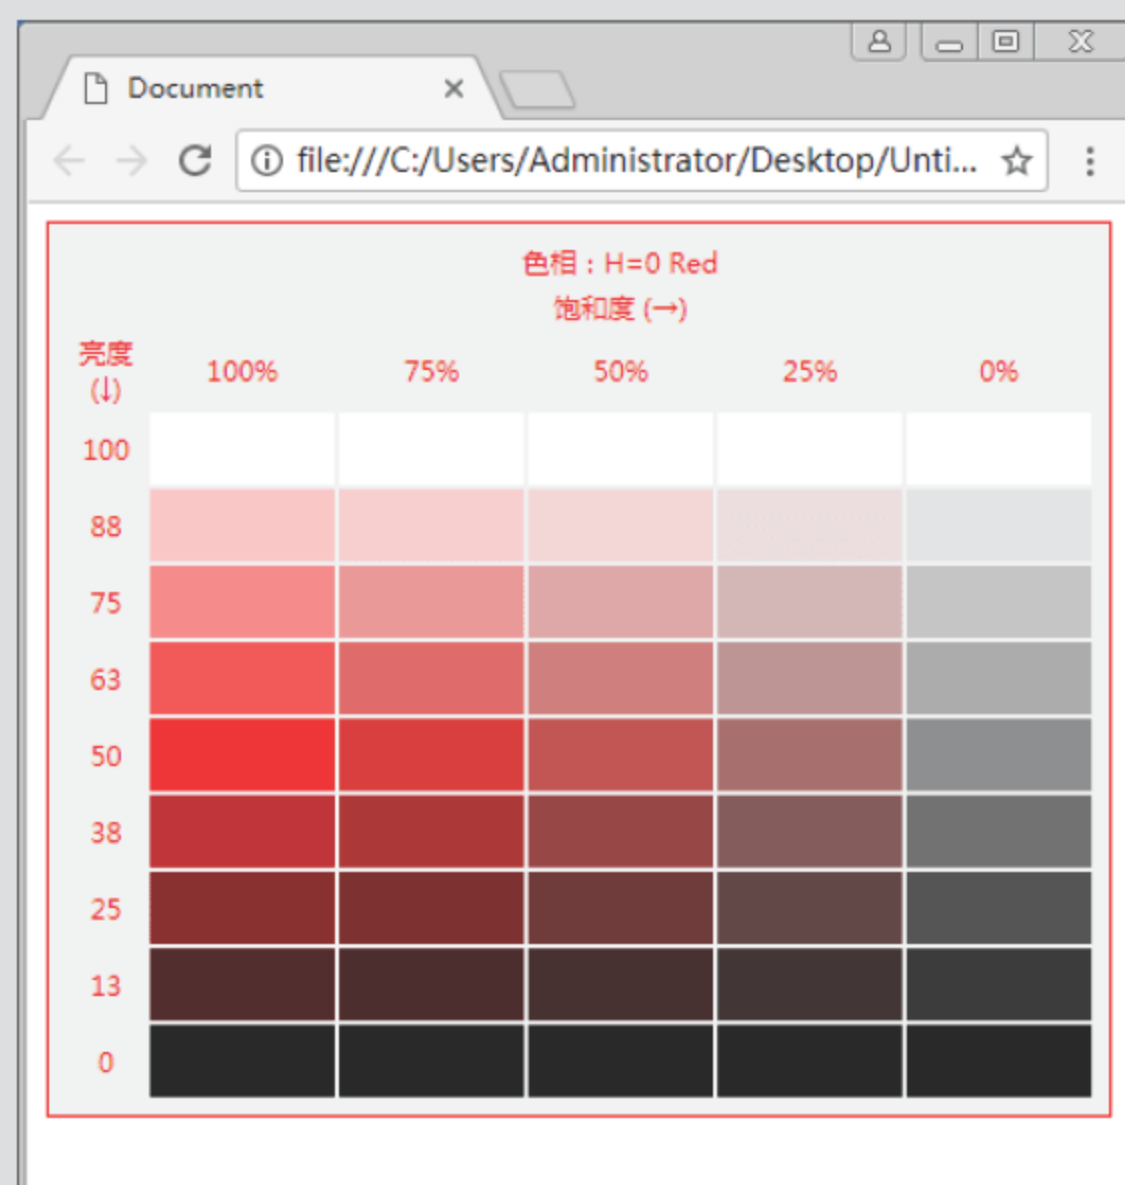 Document
file:///C:/Users/Administrator/Desktop/Unti...
色相：H=0 Red
饱和度 (→)
亮度
(↓)
100% 75% 50% 25% 0%
100
88
75
63
50
38
25
13
0